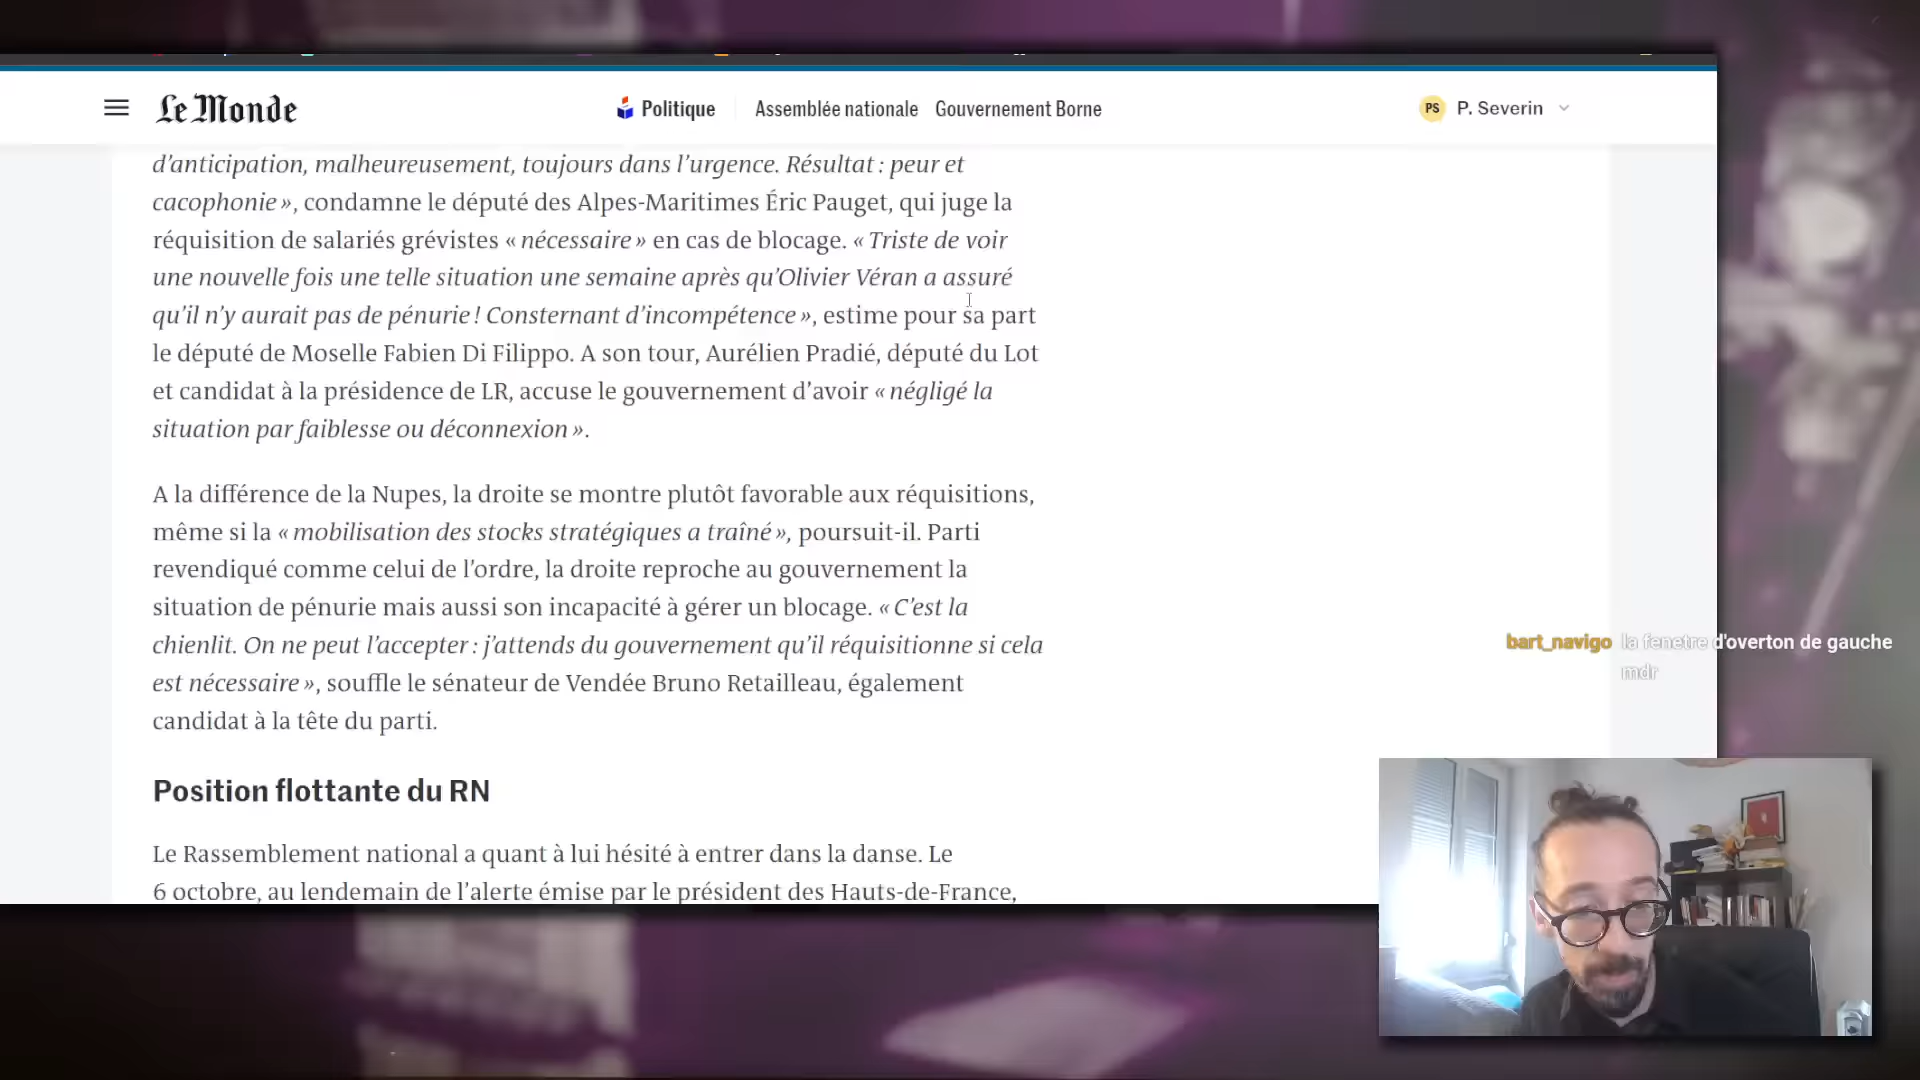 Le Monde
Politique
Assemblée nationale
Gouvernement Borne
PS
P. Severin
d’anticipation, malheureusement, toujours dans l’urgence. Résultat : peur et
cacophonie », condamne le député des Alpes-Maritimes Éric Pauget, qui juge la
réquisition de salariés grévistes « nécessaire » en cas de blocage. « Triste de voir
une nouvelle fois une telle situation une semaine après qu’Olivier Véran a assuré
qu’il n’y aurait pas de pénurie ! Consternant d’incompétence », estime pour sa part
le député de Moselle Fabien Di Filippo. A son tour, Aurélien Pradié, député du Lot
et candidat à la présidence de LR, accuse le gouvernement d’avoir « négligé la
situation par faiblesse ou déconnexion ».
A la différence de la Nupes, la droite se montre plutôt favorable aux réquisitions,
même si la « mobilisation des stocks stratégiques a traîné », poursuit-il. Parti
revendiqué comme celui de l’ordre, la droite reproche au gouvernement la
situation de pénurie mais aussi son incapacité à gérer un blocage. « C’est la
chienlit. On ne peut l’accepter : j’attends du gouvernement qu’il réquisitionne si cela
est nécessaire », souffle le sénateur de Vendée Bruno Retailleau, également
candidat à la tête du parti.
Position flottante du RN
Le Rassemblement national a quant à lui hésité à entrer dans la danse. Le
6 octobre, au lendemain de l’alerte émise par le président des Hauts-de-France,
bart_navigo la fenetre d'overton de gauche
mdr